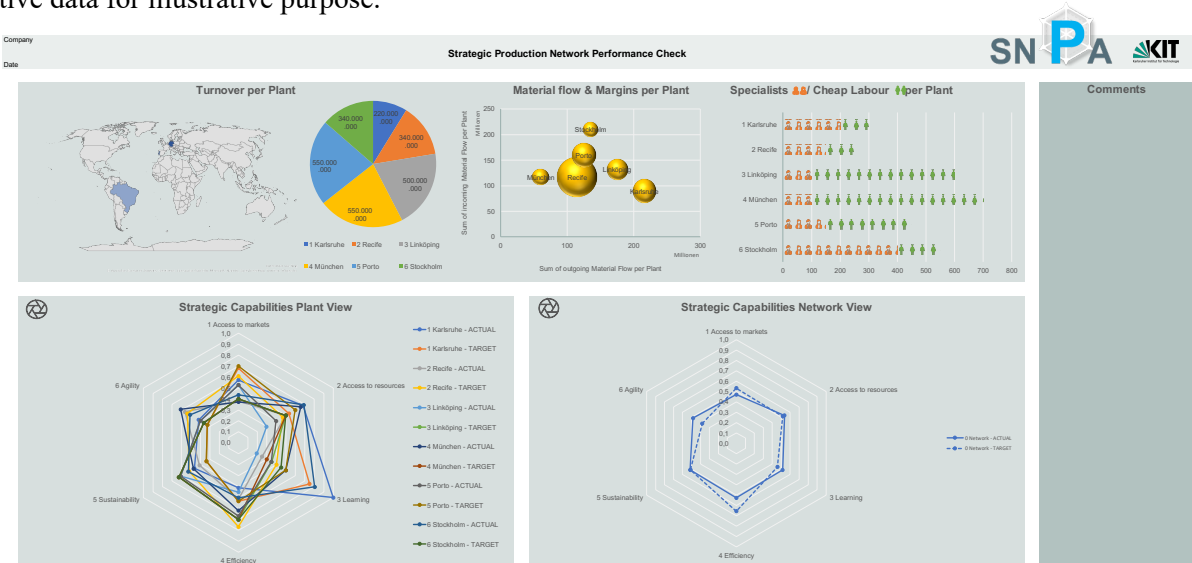 tive data for illustrative purpose.
Company
Date
Strategic Production Network Performance Check
SN P A
KIT
Turnover per Plant
220.000
.000
340.000
.000
500.000
.000
550.000
.000
550.000
.000
340.000
.000
1 Karlsruhe 2 Recife 3 Linköping
4 München 5 Porto 6 Stockholm
Material flow & Margins per Plant
Sum of incoming Material Flow per Plant
Millionen
250
200
150
100
50
0
Stockholm
Porto
Linköping
München
Recife
Karlsruhe
0 100 200 300
Millionen
Sum of outgoing Material Flow per Plant
Specialists / Cheap Labour per Plant
1 Karlsruhe
2 Recife
3 Linköping
4 München
5 Porto
6 Stockholm
0 100 200 300 400 500 600 700 800
Comments
Strategic Capabilities Plant View
1 Access to markets
1,0
0,9
0,8
0,7
0,6
0,3
0,1
0,0
2 Access to resources
3 Learning
4 Efficiency
5 Sustainability
6 Agility
1 Karlsruhe - ACTUAL
1 Karlsruhe - TARGET
2 Recife - ACTUAL
2 Recife - TARGET
3 Linköping - ACTUAL
3 Linköping - TARGET
4 München - ACTUAL
4 München - TARGET
5 Porto - ACTUAL
5 Porto - TARGET
6 Stockholm - ACTUAL
6 Stockholm - TARGET
Strategic Capabilities Network View
1 Access to markets
1,0
0,9
0,8
0,7
0,6
0,5
0,4
0,3
0,2
0,1
0,0
2 Access to resources
3 Learning
4 Efficiency
5 Sustainability
6 Agility
0 Network - ACTUAL
0 Network - TARGET